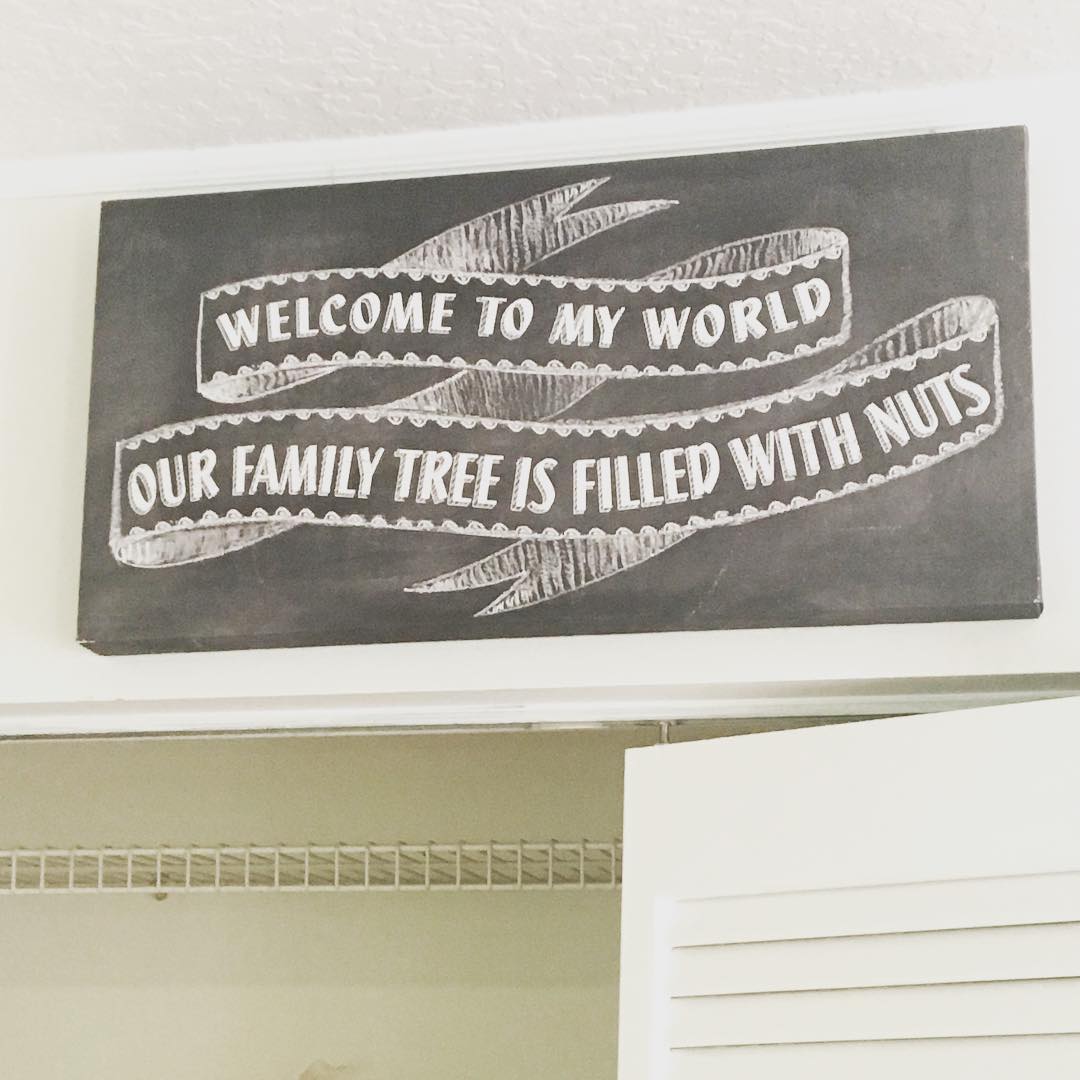 WELCOME TO MY WORLD
OUR FAMILY TREE IS FILLED WITH NUTS